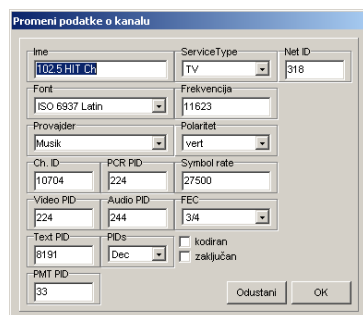 Promeni podatke o kanalu
Ime ServiceType Net ID
102.5 HIT Ch TV 318
Font Frekvencija
ISO 6937 Latin 11623
Provajder Polaritet
Musik vert
Ch. ID PCR PID Symbol rate
10704 224 27500
Video PID Audio PID FEC
224 244 3/4
Text PID PIDs kodiran
8191 Dec zaključan
PMT PID
33 Odustani OK